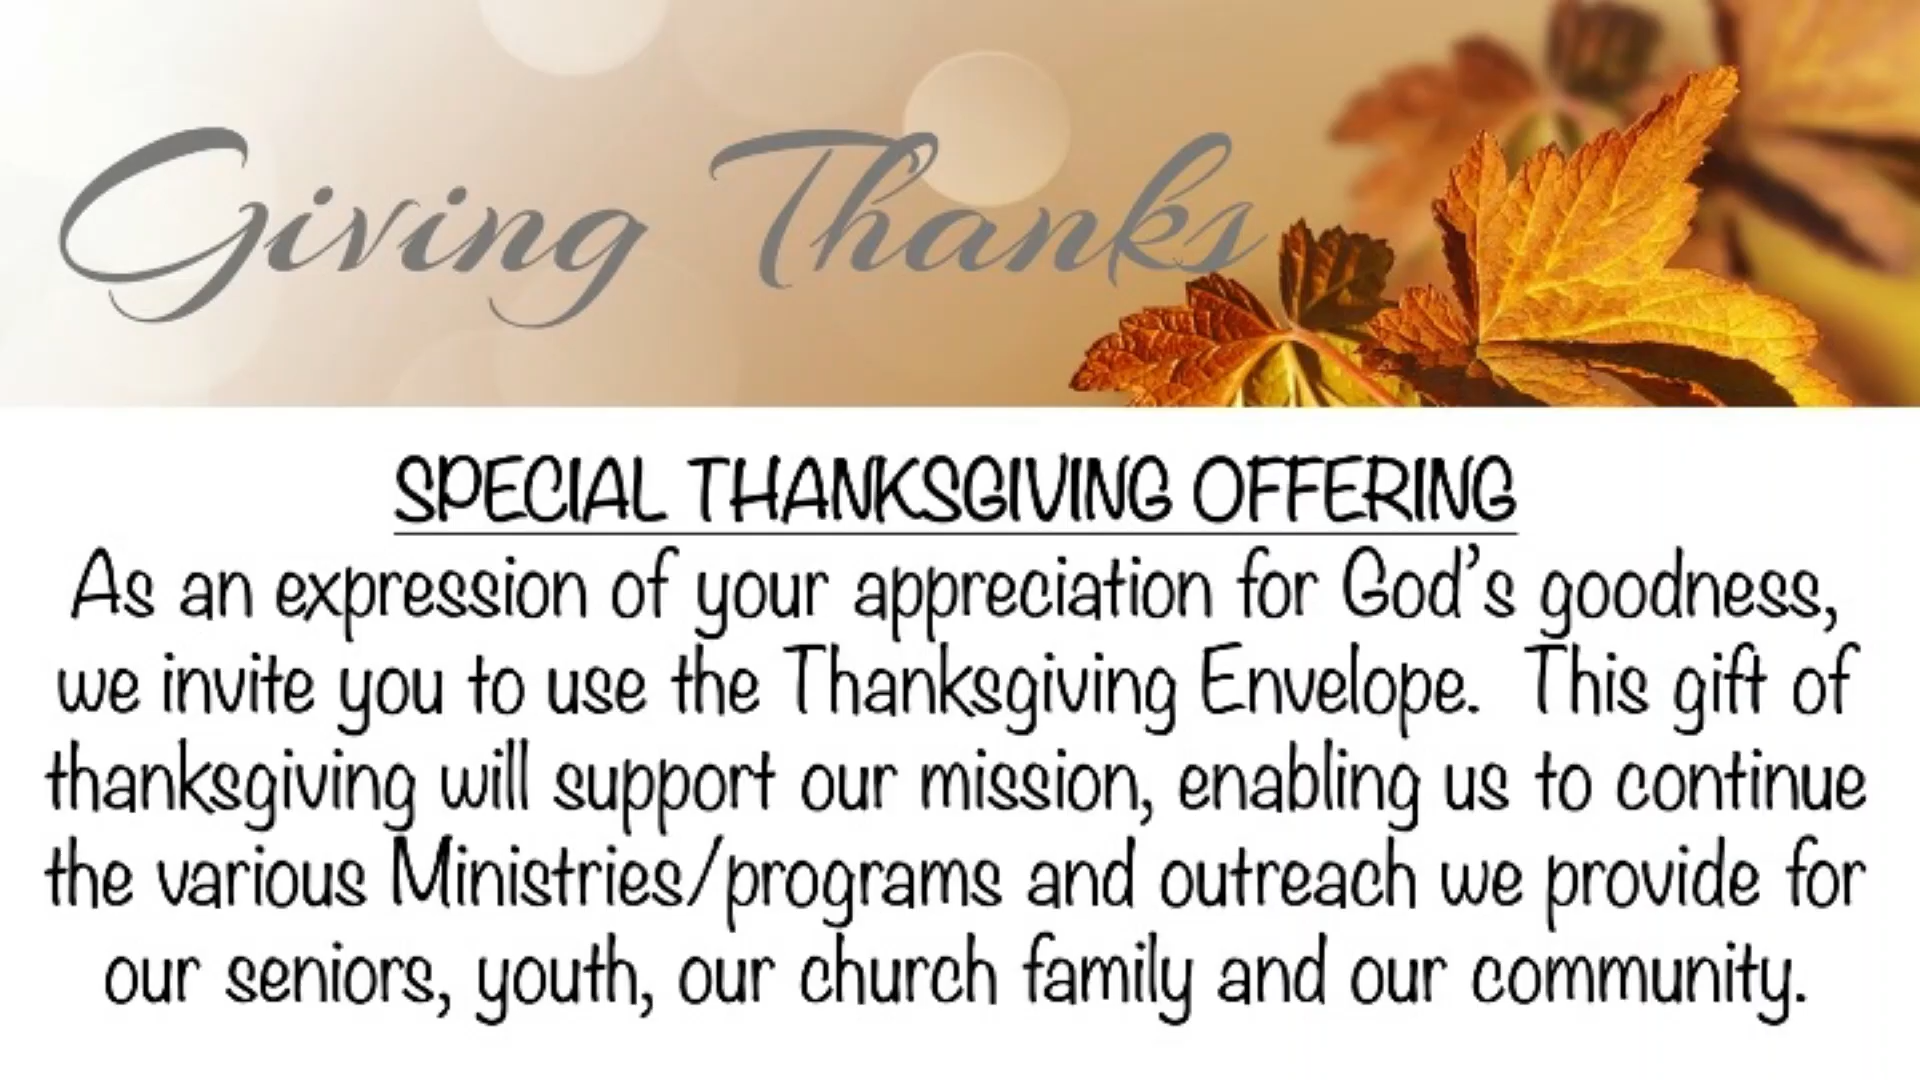 Giving Thanks
SPECIAL THANKSGIVING OFFERING
As an expression of your appreciation for God's goodness,
we invite you to use the Thanksgiving Envelope.  This gift of
thanksgiving will support our mission, enabling us to continue
the various Ministries/programs and outreach we provide for
our seniors, youth, our church family and our community.